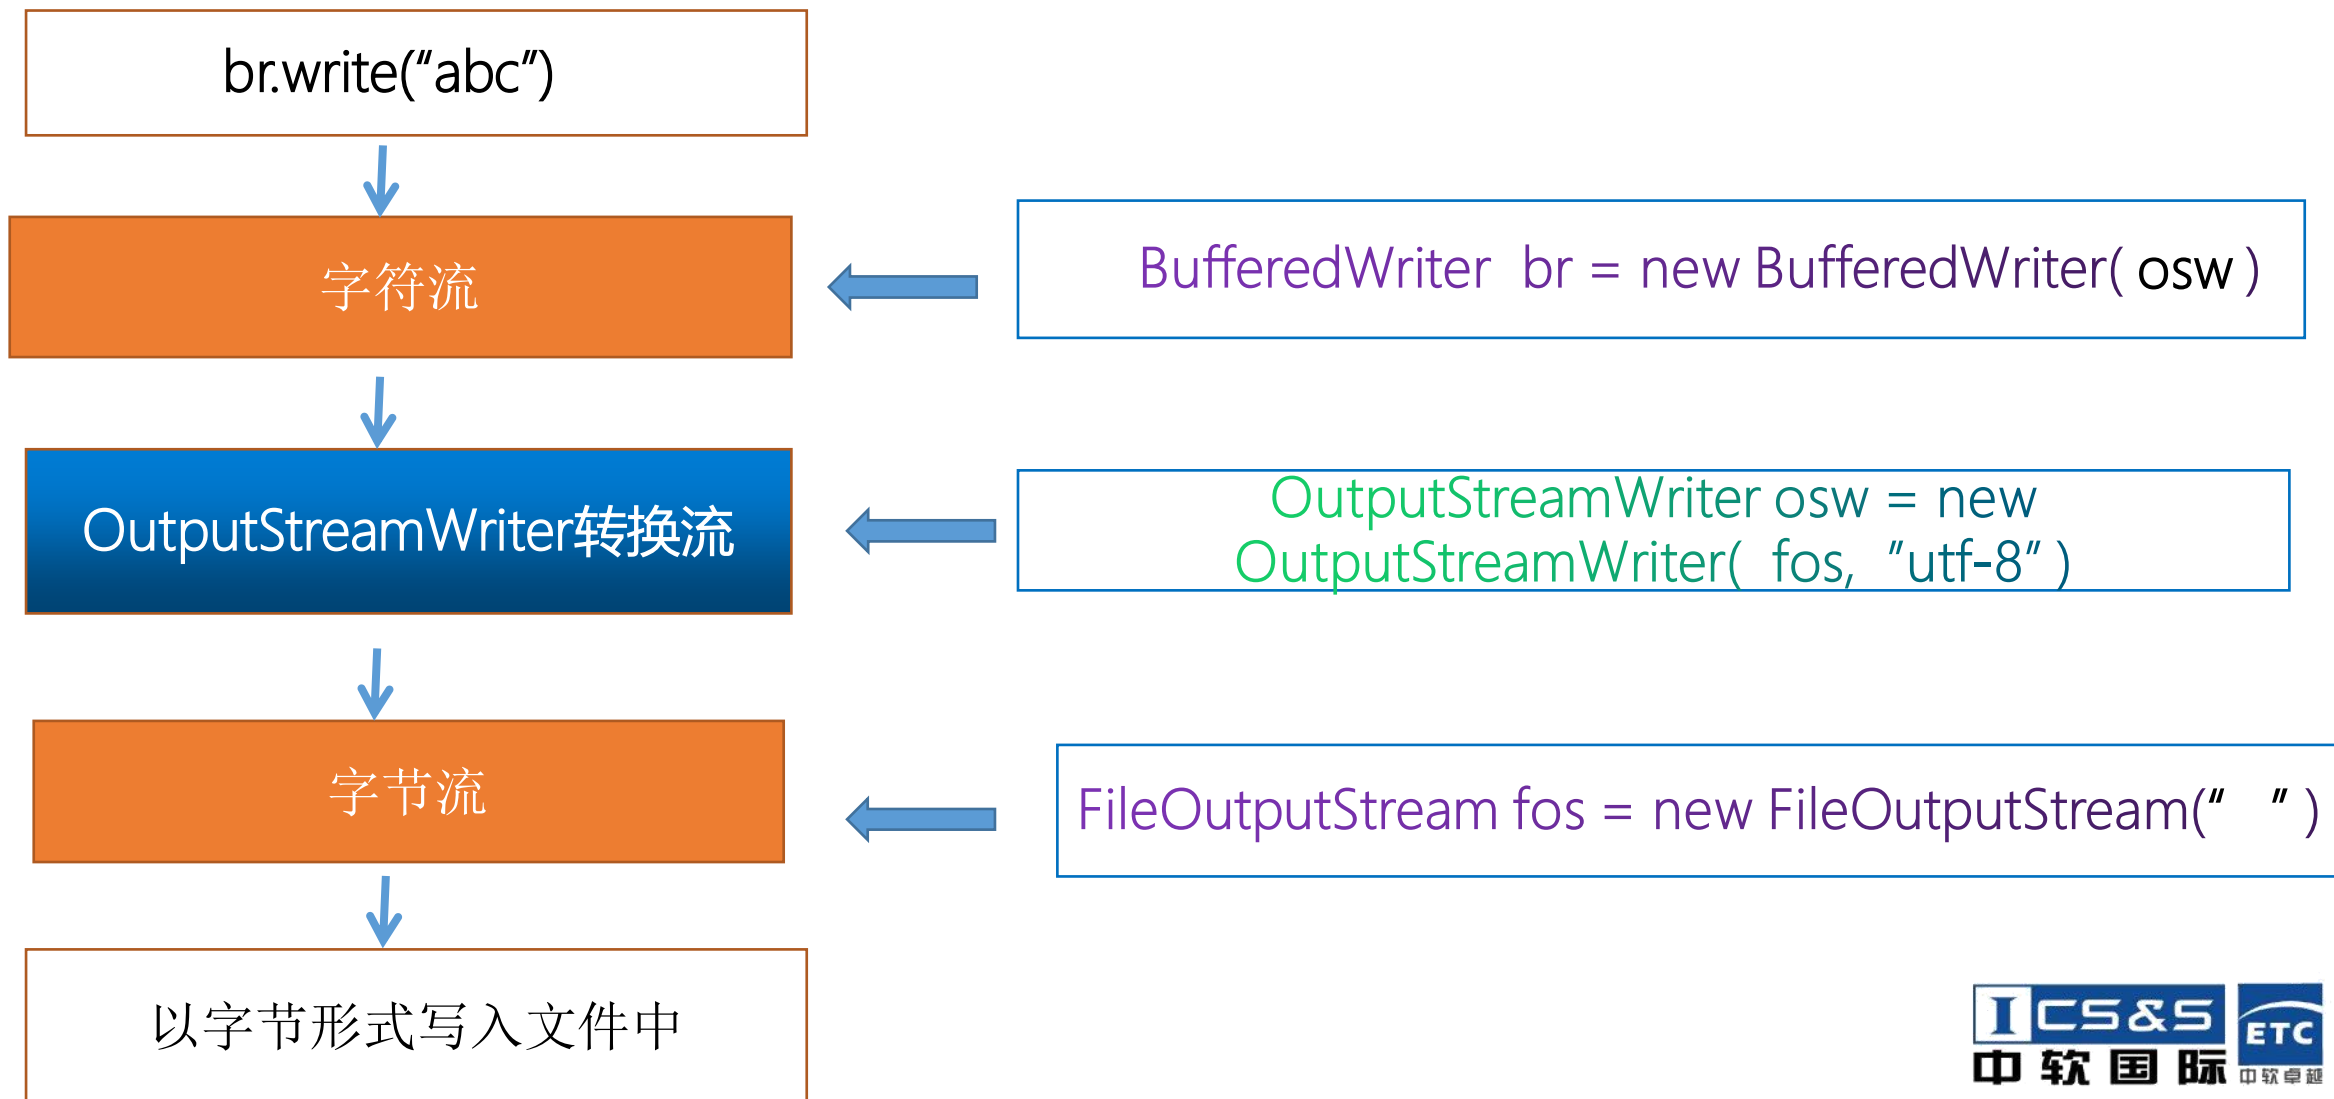 br.write(“abc”)
字符流
BufferedWriter br = new BufferedWriter( osw )
OutputStreamWriter转换流
OutputStreamWriter osw = new
OutputStreamWriter( fos, ”utf-8” )
字节流
FileOutputStream fos = new FileOutputStream(“ ” )
以字节形式写入文件中
ICS&S
中软国际
ETC
中软卓越